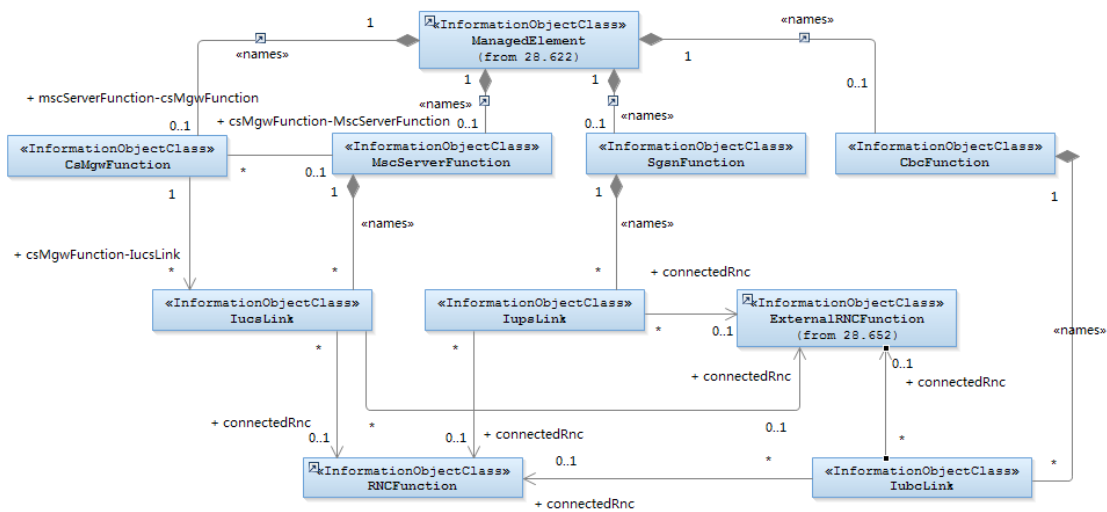 «InformationObjectClass»
ManagedElement
(from 28.622)
1
«names»
1
«names»
1
«names»
1
«names»
+ mscServerFunction-csMgwFunction
0..1
+ csMgwFunction-MscServerFunction
0..1
0..1
0..1
«InformationObjectClass»
CsMgwFunction
«InformationObjectClass»
MscServerFunction
«InformationObjectClass»
SgsnFunction
«InformationObjectClass»
CbcFunction
*
0..1
1
1
1
1
«names»
«names»
«names»
+ csMgwFunction-IucsLink
*
*
*
+ connectedRnc
«InformationObjectClass»
IucsLink
«InformationObjectClass»
IupsLink
«InformationObjectClass»
ExternalRNCFunction
(from 28.652)
*
0..1
*
*
*
+ connectedRnc
0..1
+ connectedRnc
+ connectedRnc
0..1
*
0..1
+ connectedRnc
0..1
*
0..1
*
*
«InformationObjectClass»
RNCFunction
«InformationObjectClass»
IubcLink
+ connectedRnc